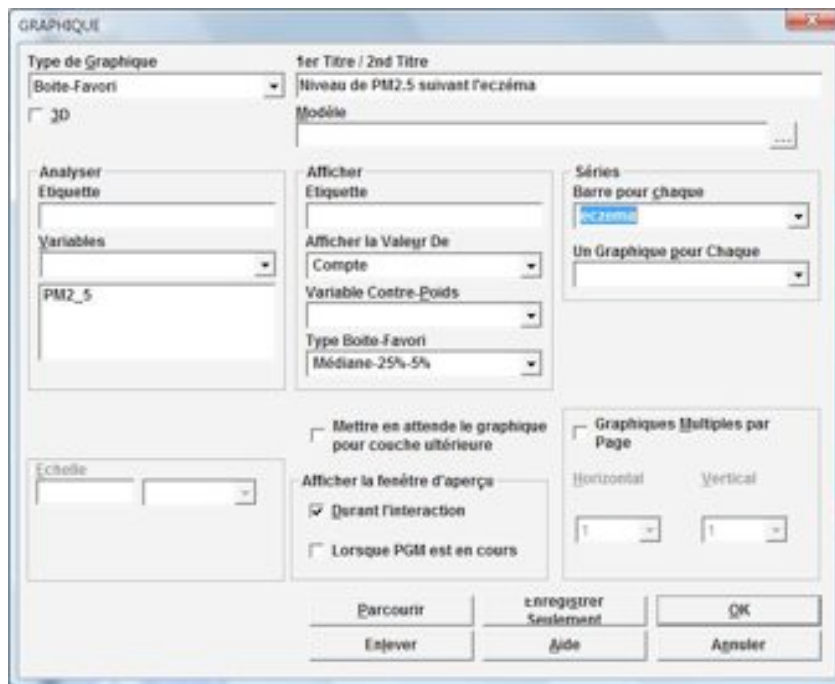 GRAPHIQUE
Type de Graphique
Boite-Favori
3D
1er Titre / 2nd Titre
Niveau de PM2.5 suivant l'eczéma
Modèle
...
Analyser
Etiquette
Variables
PM2_5
Afficher
Etiquette
Afficher la Valeur De
Compte
Variable Contre-Poids
Type Boite-Favori
Médiane-25%-5%
Séries
Barre pour chaque
eczema
Un Graphique pour Chaque
Mettre en attende le graphique
pour couche ultérieure
Graphiques Multiples par
Page
Echelle
Afficher la fenêtre d'aperçu
Durant l'interaction
Lorsque PGM est en cours
Horizontal
Vertical
1
1
Parcourir
Enregistrer
Seulement
OK
Enlever
Aide
Annuler